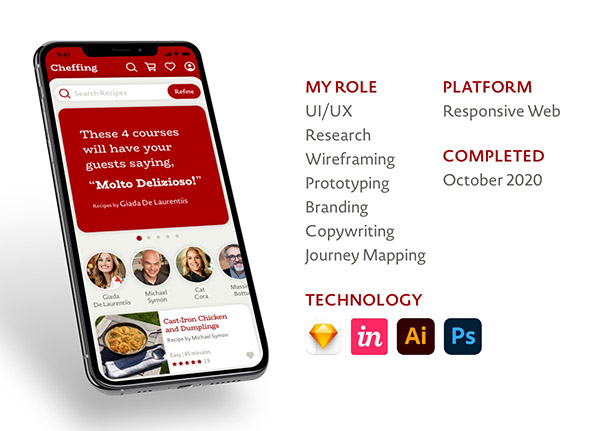 9:41
Cheffing
Search Recipes
Refine
These 4 courses
will have your
guests saying,
“Molto Delizioso!”
Recipes by Giada De Laurentiis
Giada
De Laurentiis
Michael
Symon
Cat
Cora
Massimo
Bottu
Cast-Iron Chicken
and Dumplings
Recipe by Michael Symon
Easy | 45 minutes
MY ROLE
UI/UX
Research
Wireframing
Prototyping
Branding
Copywriting
Journey Mapping
PLATFORM
Responsive Web
COMPLETED
October 2020
TECHNOLOGY
in
Ai
Ps